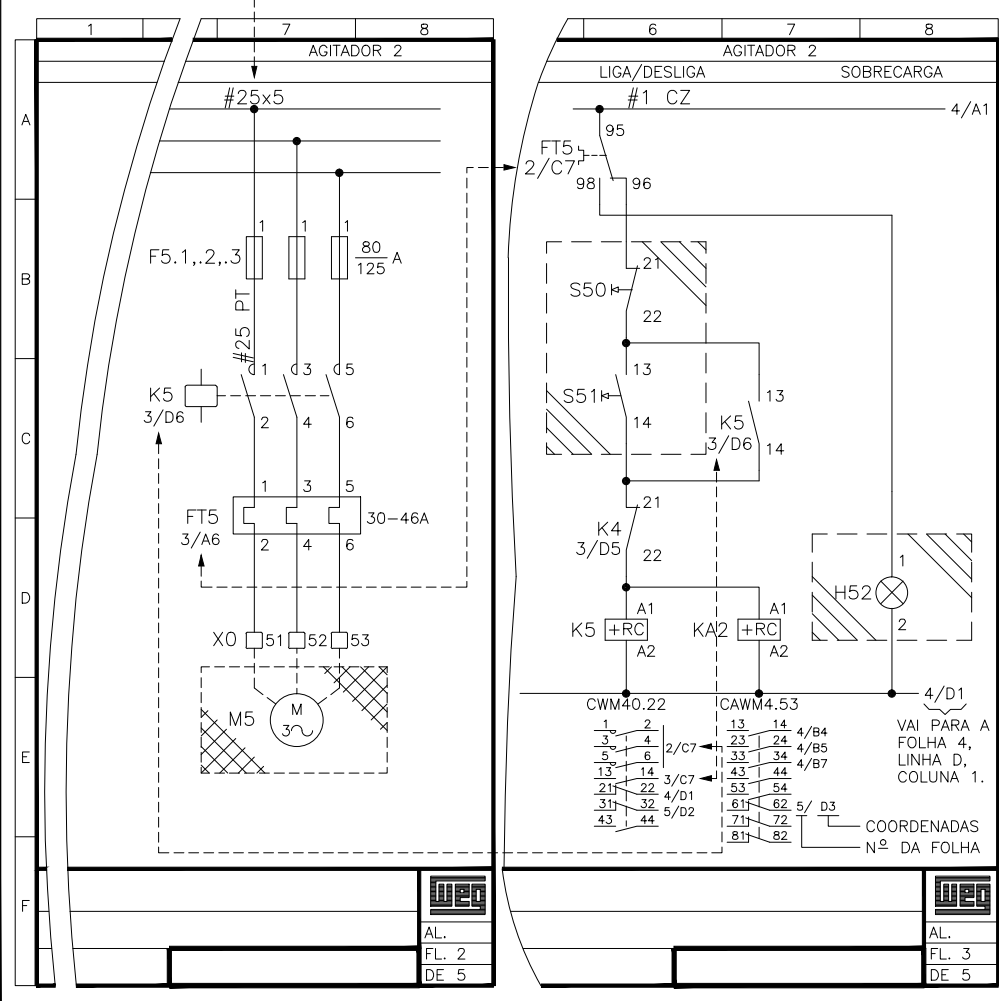 1
7
8
AGITADOR 2
#25x5
A
B
C
D
E
F
F5.1,.2,.3
1
1
1
80
125
A
#25 PT
K5
3/D6
1
3
5
2
4
6
FT5
3/A6
1
3
5
30-46A
2
4
6
X0
51
52
53
M5
M
3
WEG
AL.
FL. 2
DE 5
6
7
8
AGITADOR 2
LIGA/DESLIGA
SOBRECARGA
#1 CZ
4/A1
95
FT5
2/C7
98
96
21
S50
22
13
S51
14
13
K5
3/D6
14
21
K4
3/D5
22
1
H52
2
A1
K5
+RC
A2
A1
KA2
+RC
A2
4/D1
CWM40.22
CAWM4.53
1 2
3 4
5 6
2/C7
13 14
3/C7
21 22
4/D1
31 32
5/D2
43 44
13 14 4/B4
23 24 4/B5
33 34 4/B7
43 44
53 54
61 62 5/ D3
71 72
81 82
VAI PARA A
FOLHA 4,
LINHA D,
COLUNA 1.
COORDENADAS
Nº DA FOLHA
WEG
AL.
FL. 3
DE 5